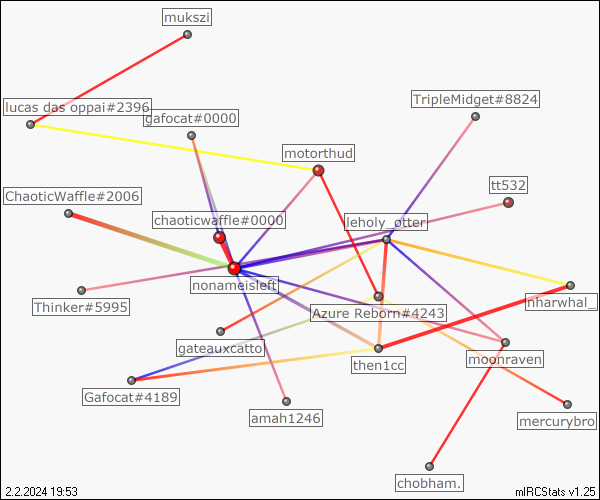 mukszi
TripleMidget#8824
lucas das oppai#2396
gafocat#0000
motorthud
tt532
ChaoticWaffle#2006
chaoticwaffle#0000
leholy_otter
nonameisleft
Thinker#5995
Azure Reborn#4243
nharwhal_
gateauxcatto
then1cc
moonraven
Gafocat#4189
amah1246
mercurybro
chobham.
2.2.2024 19:53
mIRCStats v1.25